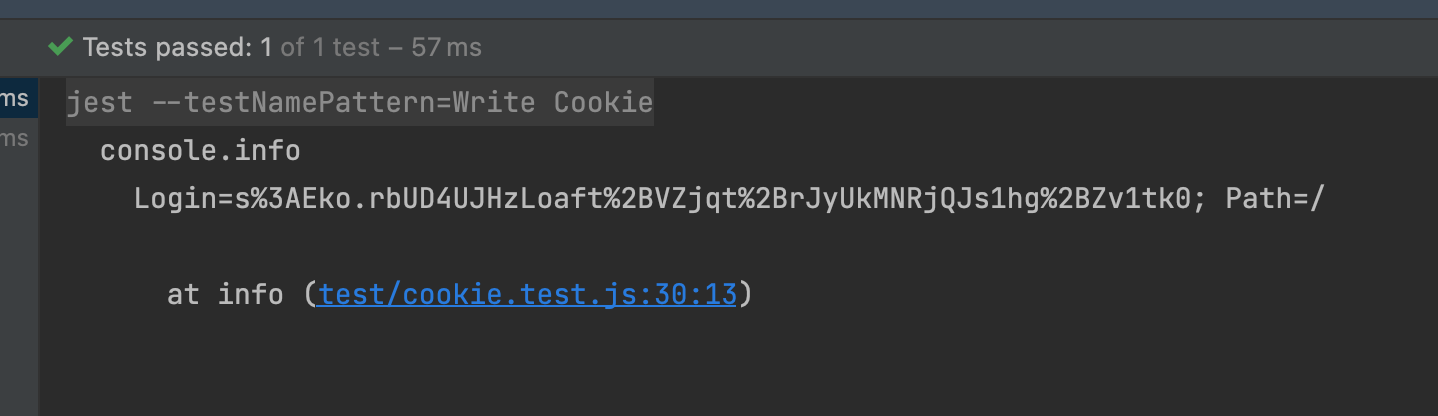 Tests passed: 1 of 1 test – 57 ms
ms
jest --testNamePattern=Write Cookie
ms
console.info
Login=s%3AEko.rbUD4UJHzLoaft%2BVZjqt%2BrJyUkMNRjQJs1hg%2BZv1tk0; Path=/
at info (test/cookie.test.js:30:13)